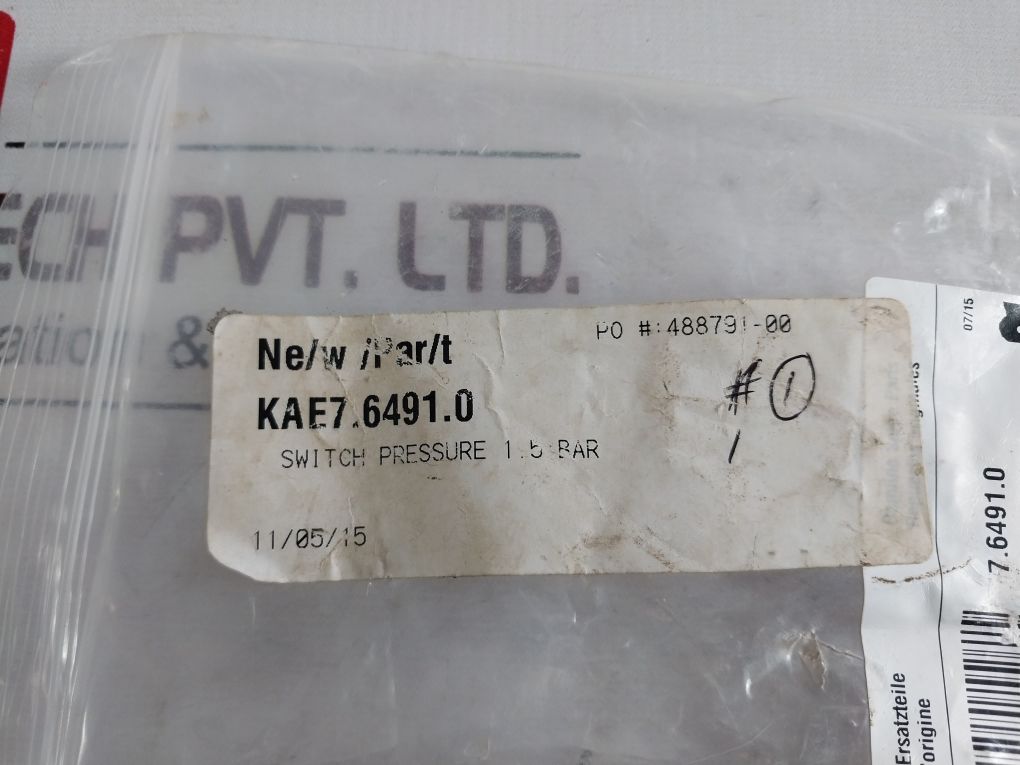 ECH PVT. LTD.
ation &
Ne/w /Par/t
PO #:488791-00
KAE7.6491.0
# 1
SWITCH PRESSURE 1.5 BAR
/
11/05/15
07/15
7.6491.0
Ersatzteile
'origine